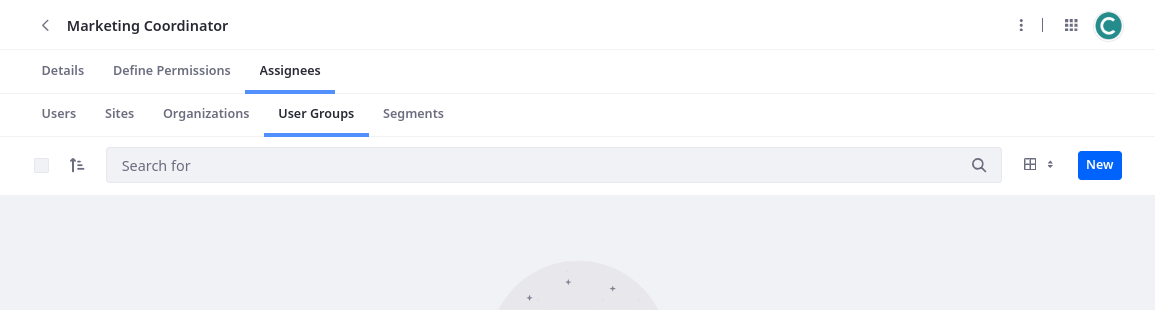 Marketing Coordinator
Details Define Permissions Assignees
Users Sites Organizations User Groups Segments
Search for New